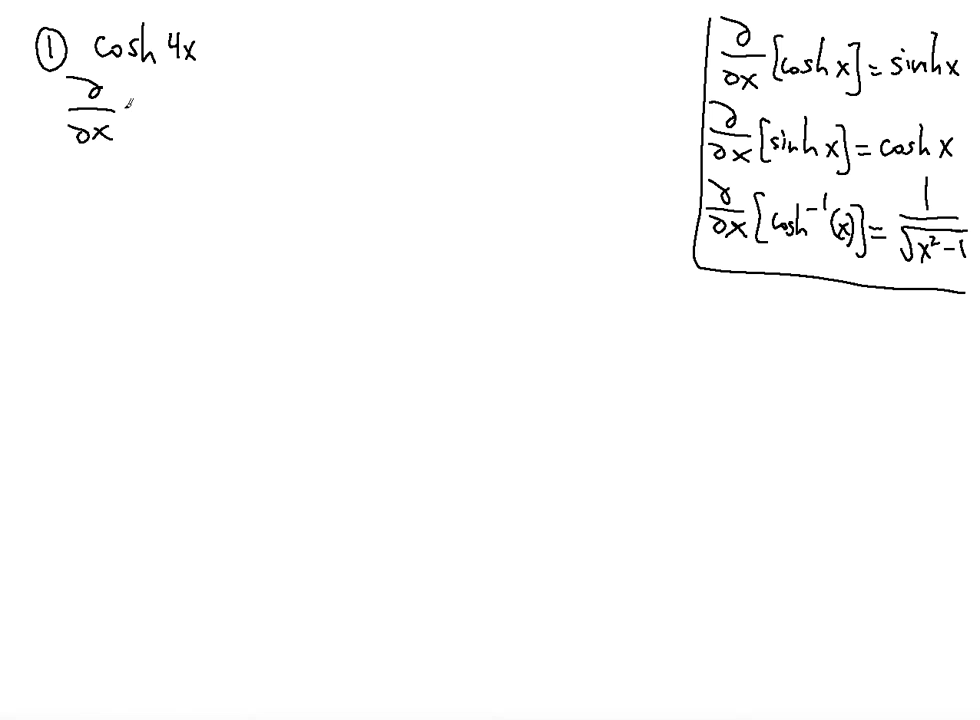 ① cosh 4x
∂/∂x
∂/∂x [cosh x] = sinh x
∂/∂x [sinh x] = cosh x
∂/∂x [cosh⁻¹(x)] = 1/√(x²-1)